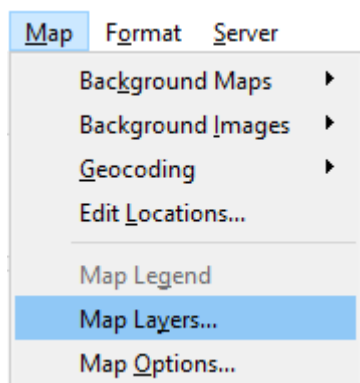 Map Format Server
Background Maps
Background Images
Geocoding
Edit Locations...
Map Legend
Map Layers...
Map Options...